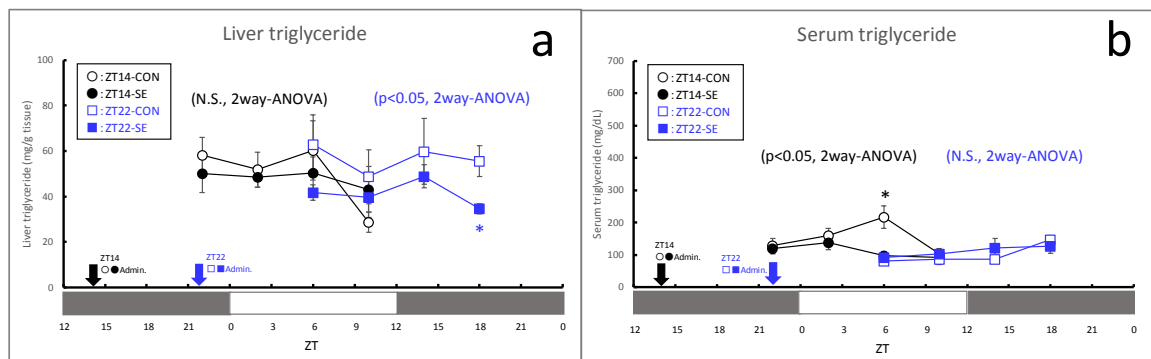 Liver triglyceride
a
100
80
60
40
20
0
Liver triglyceride (mg/g tissue)
○ : ZT14-CON
● : ZT14-SE
□ : ZT22-CON
■ : ZT22-SE
(N.S., 2way-ANOVA)
(p<0.05, 2way-ANOVA)
*
ZT14
○●Admin.
ZT22
□■Admin.
12 15 18 21 0 3 6 9 12 15 18 21 0
ZT
Serum triglyceride
b
700
600
500
400
300
200
100
0
Serum triglyceride (mg/dL)
○ : ZT14-CON
● : ZT14-SE
□ : ZT22-CON
■ : ZT22-SE
(p<0.05, 2way-ANOVA)
(N.S., 2way-ANOVA)
*
ZT14
○●Admin.
ZT22
□■Admin.
12 15 18 21 0 3 6 9 12 15 18 21 0
ZT